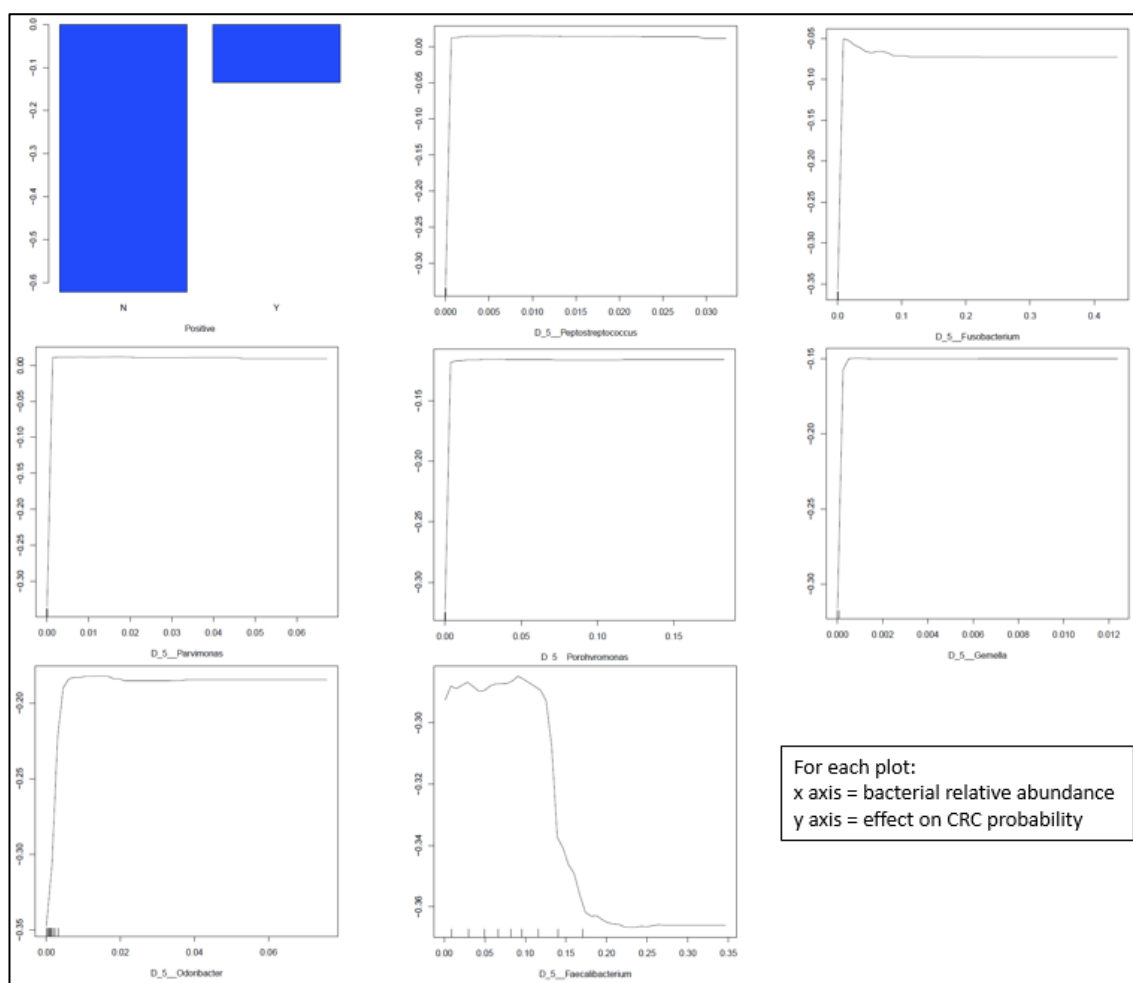 0.0
-0.1
-0.2
-0.3
-0.4
-0.5
-0.6
N Y
Positive
0.00
-0.05
-0.10
-0.15
-0.20
-0.25
-0.30
0.000 0.005 0.010 0.015 0.020 0.025 0.030
D_5__Peptostreptococcus
-0.05
-0.10
-0.15
-0.20
-0.25
-0.30
-0.35
0.0 0.1 0.2 0.3 0.4
D_5__Fusobacterium
0.00
-0.05
-0.10
-0.15
-0.20
-0.25
-0.30
0.00 0.01 0.02 0.03 0.04 0.05 0.06
D_5__Parvimonas
-0.15
-0.20
-0.25
-0.30
0.00 0.05 0.10 0.15
D_5__Porphyromonas
-0.15
-0.20
-0.25
-0.30
0.000 0.002 0.004 0.006 0.008 0.010 0.012
D_5__Gemella
-0.20
-0.25
-0.30
-0.35
0.00 0.02 0.04 0.06
D_5__Odoribacter
-0.30
-0.32
-0.34
-0.36
0.00 0.05 0.10 0.15 0.20 0.25 0.30 0.35
D_5__Faecalibacterium
For each plot:
x axis = bacterial relative abundance
y axis = effect on CRC probability